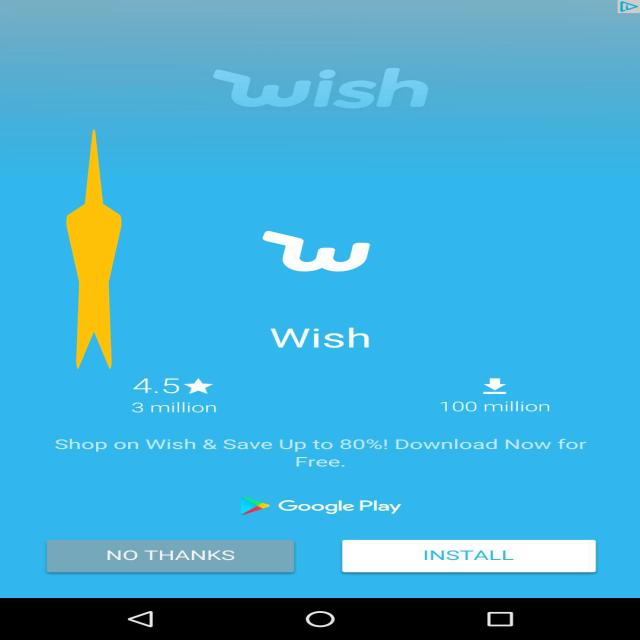 wish
Wish
4.5
3 million
100 million
Shop on Wish & Save Up to 80%! Download Now for
Free.
Google Play
NO THANKS
INSTALL